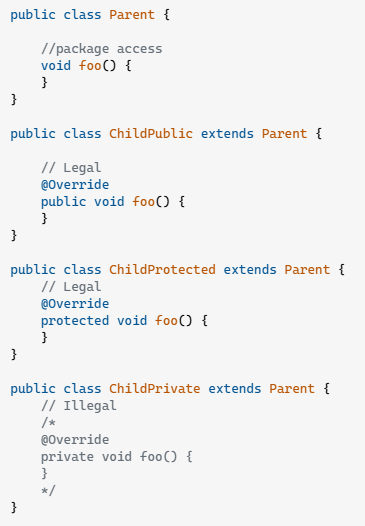 public class Parent {
    //package access
    void foo() {
    }
}
public class ChildPublic extends Parent {
    // Legal
    @Override
    public void foo() {
    }
}
public class ChildProtected extends Parent {
    // Legal
    @Override
    protected void foo() {
    }
}
public class ChildPrivate extends Parent {
    // Illegal
    /*
    @Override
    private void foo() {
    }
    */
}